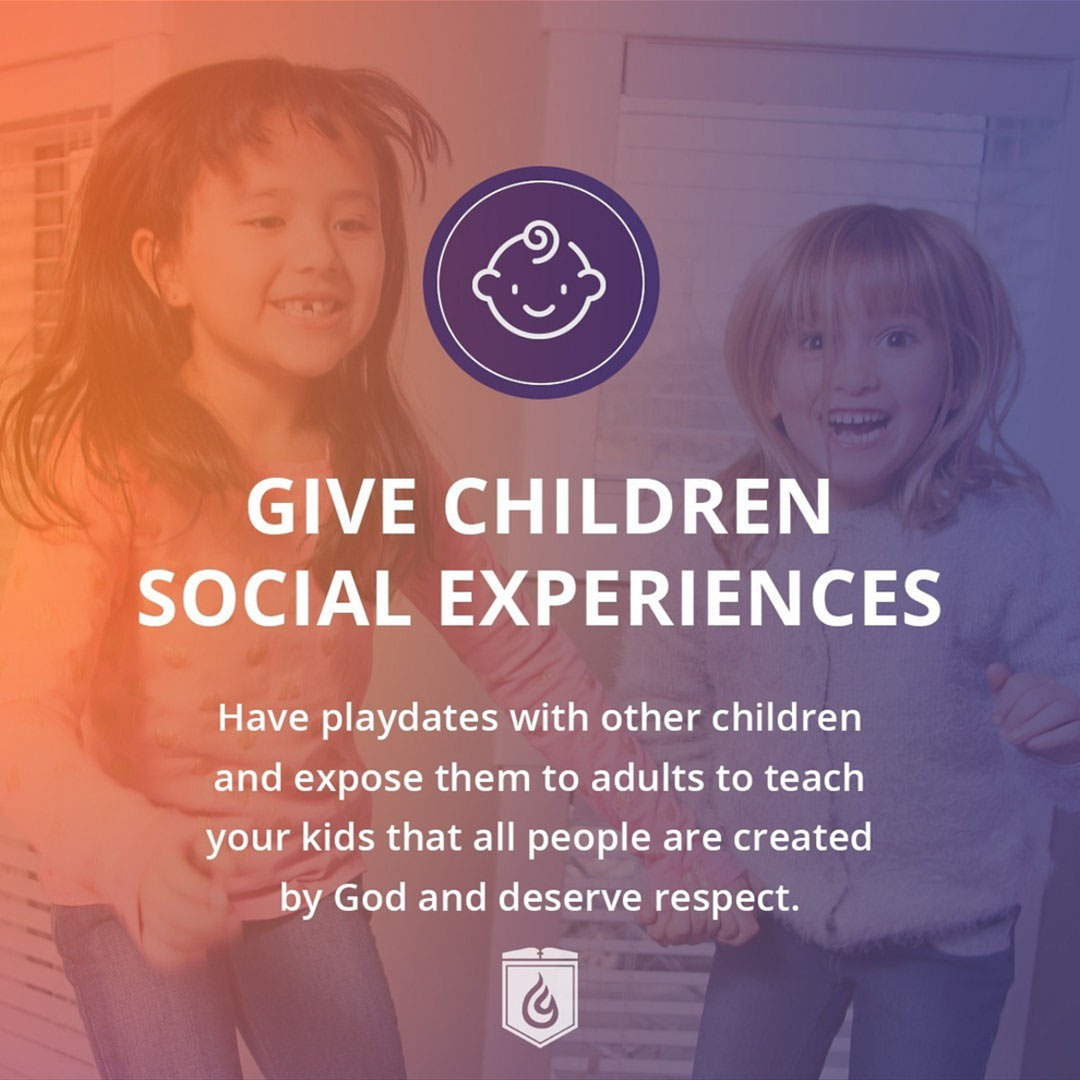 GIVE CHILDREN
SOCIAL EXPERIENCES
Have playdates with other children
and expose them to adults to teach
your kids that all people are created
by God and deserve respect.